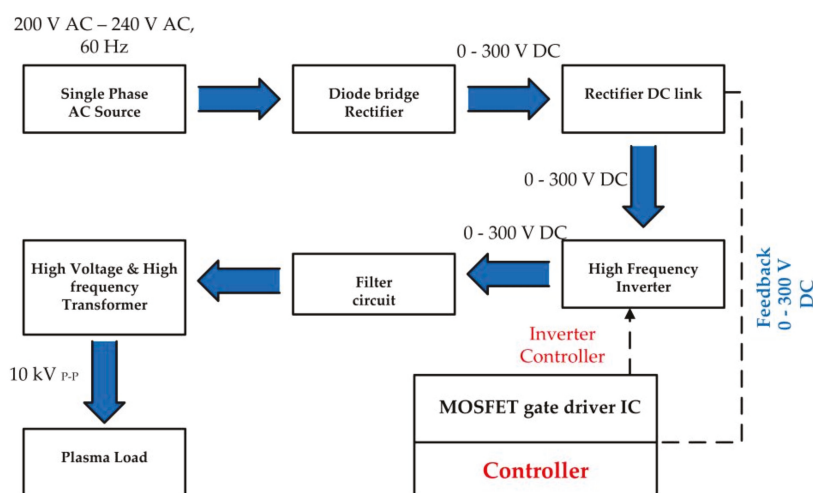 200 V AC – 240 V AC,
60 Hz
0 - 300 V DC
Single Phase
AC Source
Diode bridge
Rectifier
Rectifier DC link
0 - 300 V DC
0 - 300 V DC
High Voltage & High
frequency
Transformer
Filter
circuit
High Frequency
Inverter
Feedback
0 - 300 V
DC
Inverter
Controller
10 kV P-P
MOSFET gate driver IC
Plasma Load
Controller